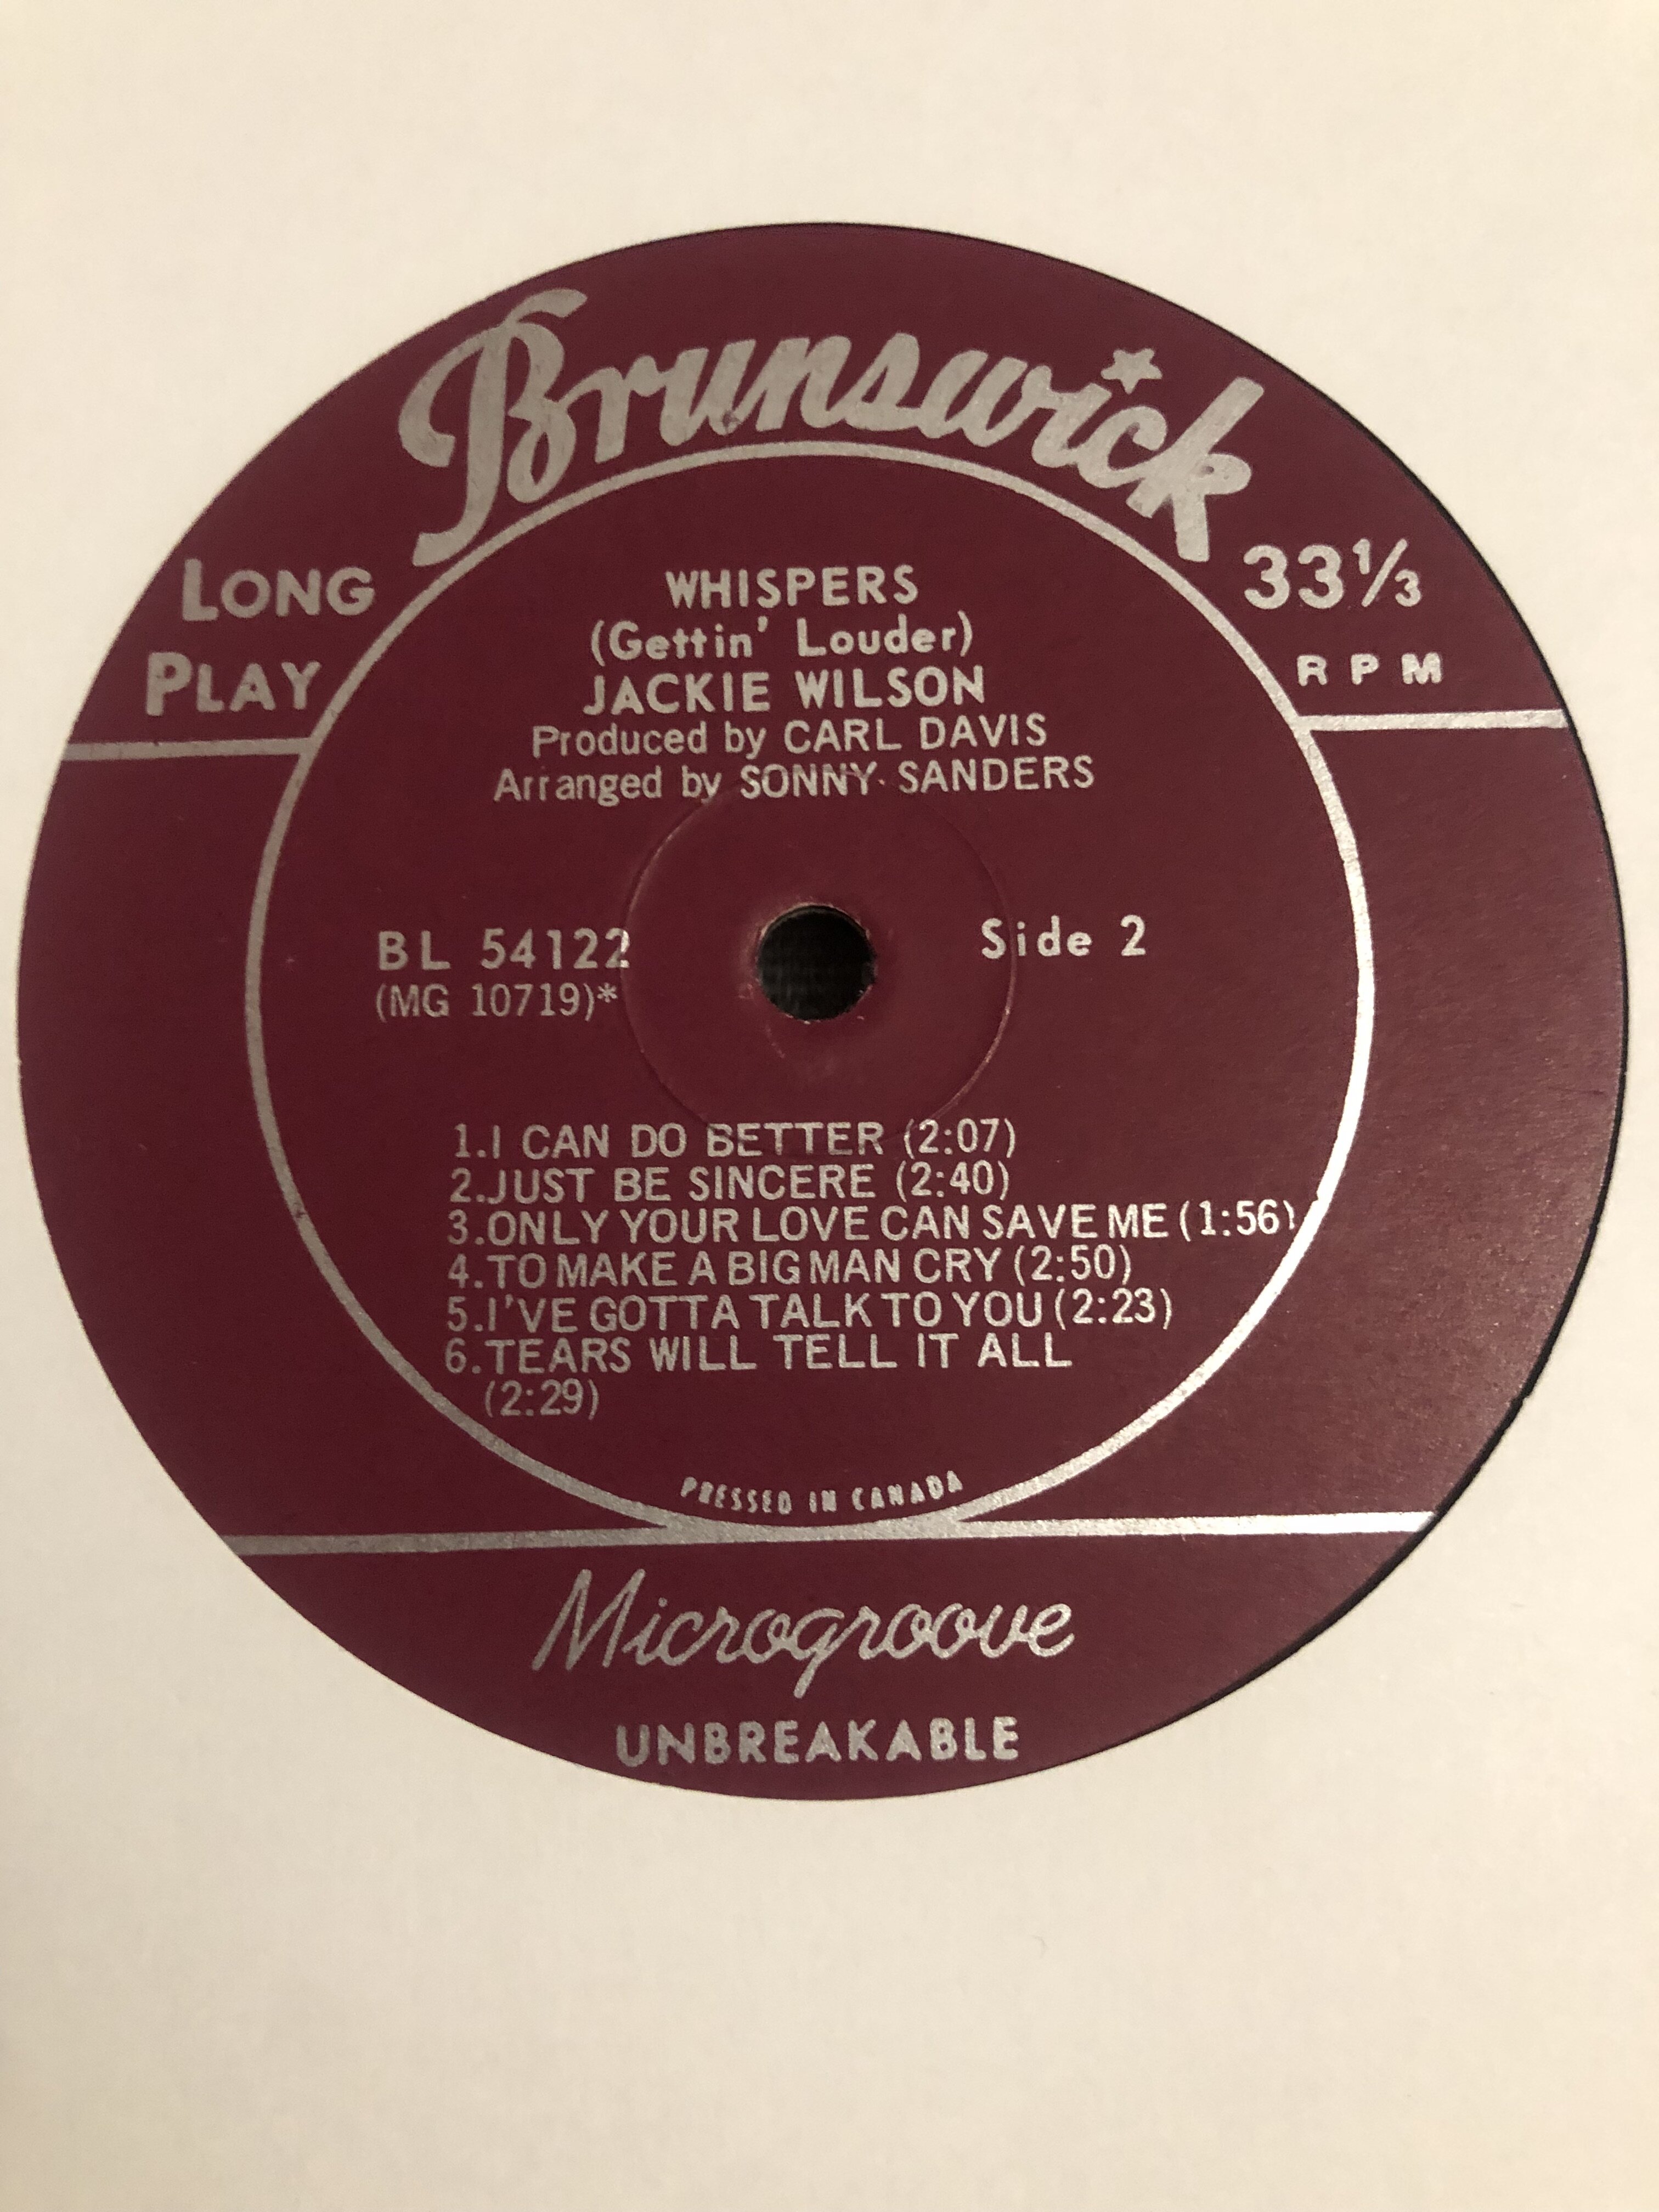 Brunswick
LONG
PLAY
33⅓
RPM
WHISPERS
(Gettin' Louder)
JACKIE WILSON
Produced by CARL DAVIS
Arranged by SONNY SANDERS
BL 54122
(MG 10719)*
Side 2
1.I CAN DO BETTER (2:07)
2.JUST BE SINCERE (2:40)
3.ONLY YOUR LOVE CAN SAVE ME (1:56)
4.TO MAKE A BIG MAN CRY (2:50)
5.I'VE GOTTA TALK TO YOU (2:23)
6.TEARS WILL TELL IT ALL
(2:29)
PRESSED IN CANADA
Microgroove
UNBREAKABLE